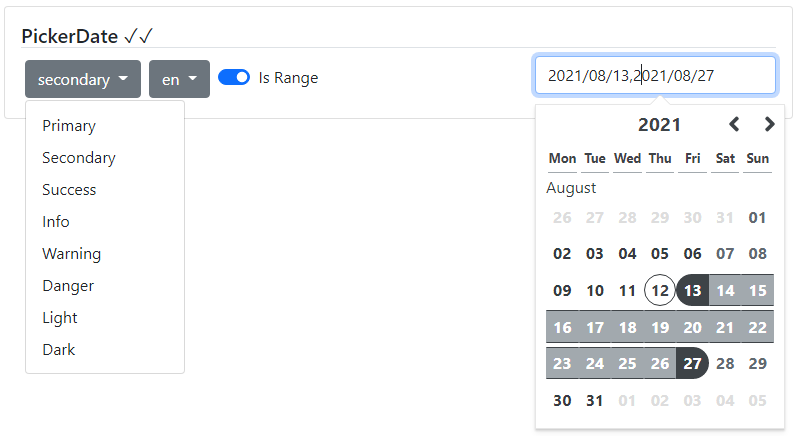 PickerDate ✓✓
secondary en Is Range 2021/08/13,2021/08/27
Primary
Secondary
Success
Info
Warning
Danger
Light
Dark
2021
Mon Tue Wed Thu Fri Sat Sun
August
26 27 28 29 30 31 01
02 03 04 05 06 07 08
09 10 11 12 13 14 15
16 17 18 19 20 21 22
23 24 25 26 27 28 29
30 31 01 02 03 04 05